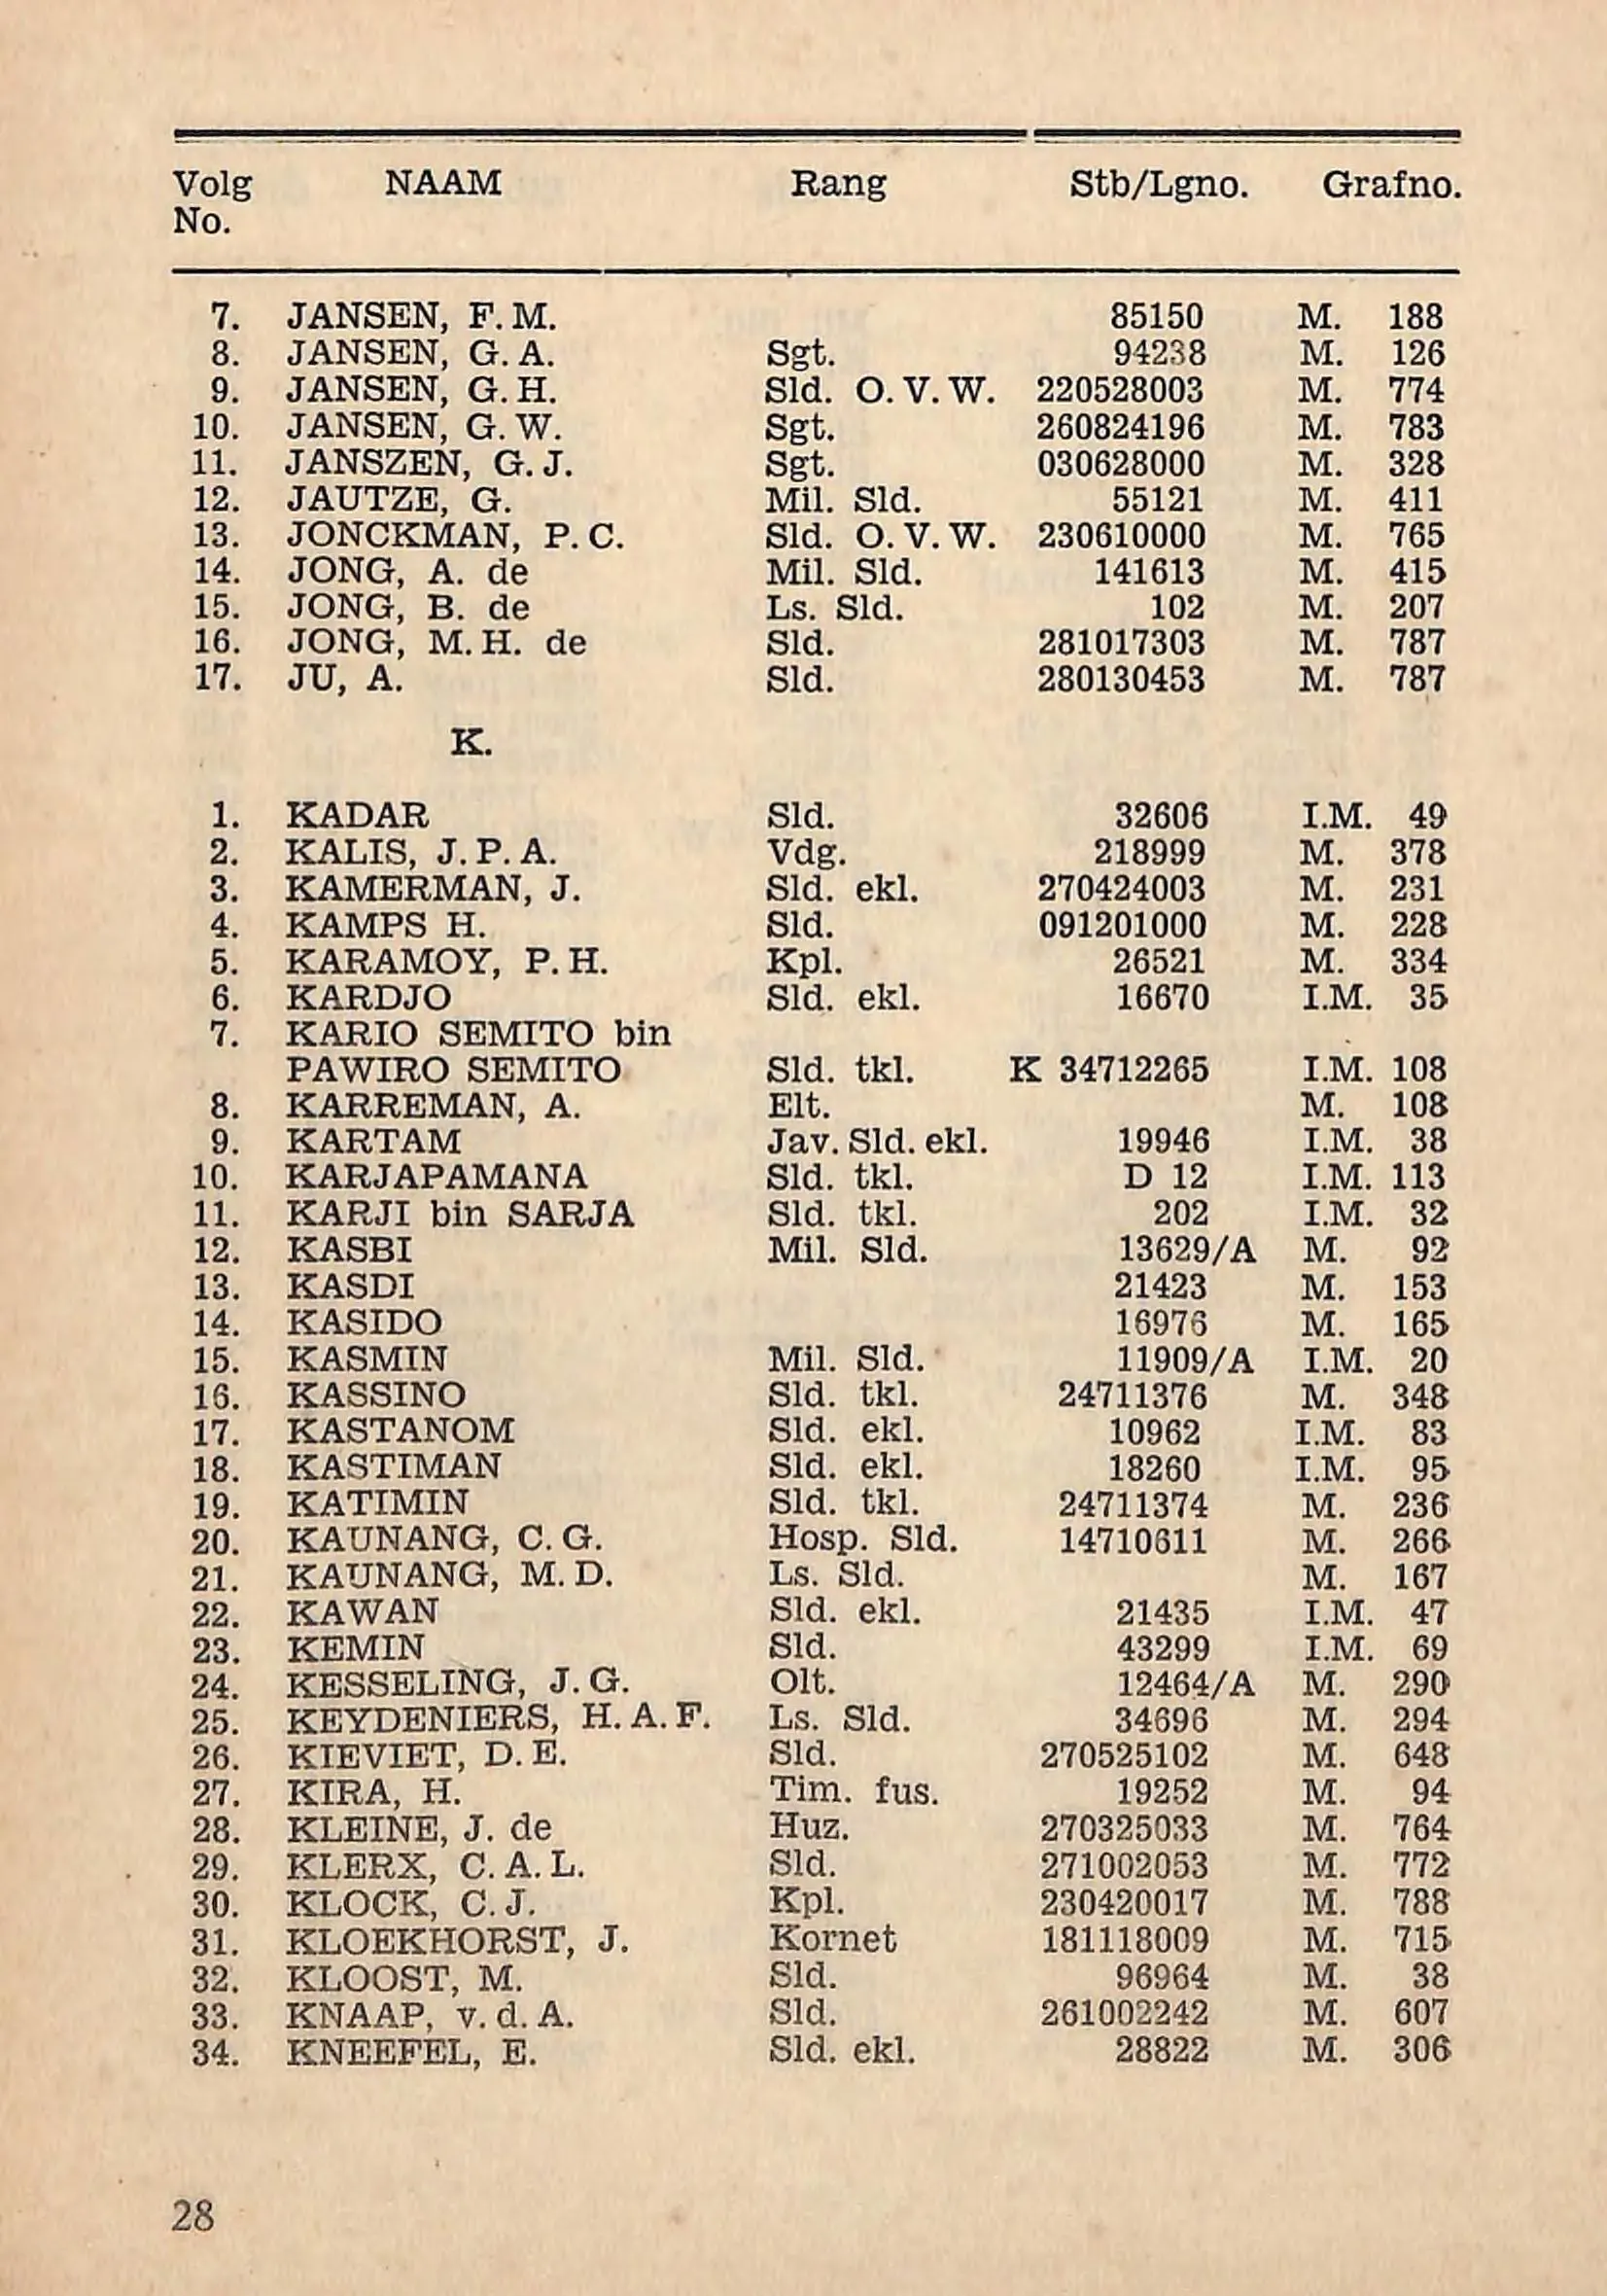 Volg NAAM Rang Stb/Lgno. Grafno.
No.
7. JANSEN, F. M. 85150 M. 188
8. JANSEN, G. A. Sgt. 94238 M. 126
9. JANSEN, G. H. Sld. O. V. W. 220528003 M. 774
10. JANSEN, G. W. Sgt. 260824196 M. 783
11. JANSZEN, G. J. Sgt. 030628000 M. 328
12. JAUTZE, G. Mil. Sld. 55121 M. 411
13. JONCKMAN, P. C. Sld. O. V. W. 230610000 M. 765
14. JONG, A. de Mil. Sld. 141613 M. 415
15. JONG, B. de Ls. Sld. 102 M. 207
16. JONG, M. H. de Sld. 281017303 M. 787
17. JU, A. Sld. 280130453 M. 787
K.
1. KADAR Sld. 32606 I.M. 49
2. KALIS, J. P. A. Vdg. 218999 M. 378
3. KAMERMAN, J. Sld. ekl. 270424003 M. 231
4. KAMPS H. Sld. 091201000 M. 228
5. KARAMOY, P. H. Kpl. 26521 M. 334
6. KARDJO Sld. ekl. 16670 I.M. 35
7. KARIO SEMITO bin
PAWIRO SEMITO Sld. tkl. K 34712265 I.M. 108
8. KARREMAN, A. Elt. M. 108
9. KARTAM Jav. Sld. ekl. 19946 I.M. 38
10. KARJAPAMANA Sld. tkl. D 12 I.M. 113
11. KARJI bin SARJA Sld. tkl. 202 I.M. 32
12. KASBI Mil. Sld. 13629/A M. 92
13. KASDI 21423 M. 153
14. KASIDO 16976 M. 165
15. KASMIN Mil. Sld. 11909/A I.M. 20
16. KASSINO Sld. tkl. 24711376 M. 348
17. KASTANOM Sld. ekl. 10962 I.M. 83
18. KASTIMAN Sld. ekl. 18260 I.M. 95
19. KATIMIN Sld. tkl. 24711374 M. 236
20. KAUNANG, C. G. Hosp. Sld. 14710611 M. 266
21. KAUNANG, M. D. Ls. Sld. M. 167
22. KAWAN Sld. ekl. 21435 I.M. 47
23. KEMIN Sld. 43299 I.M. 69
24. KESSELING, J. G. Olt. 12464/A M. 290
25. KEYDENIERS, H. A. F. Ls. Sld. 34696 M. 294
26. KIEVIET, D. E. Sld. 270525102 M. 648
27. KIRA, H. Tim. fus. 19252 M. 94
28. KLEINE, J. de Huz. 270325033 M. 764
29. KLERX, C. A. L. Sld. 271002053 M. 772
30. KLOCK, C. J. Kpl. 230420017 M. 788
31. KLOEKHORST, J. Kornet 181118009 M. 715
32. KLOOST, M. Sld. 96964 M. 38
33. KNAAP, v. d. A. Sld. 261002242 M. 607
34. KNEEFEL, E. Sld. ekl. 28822 M. 306
28